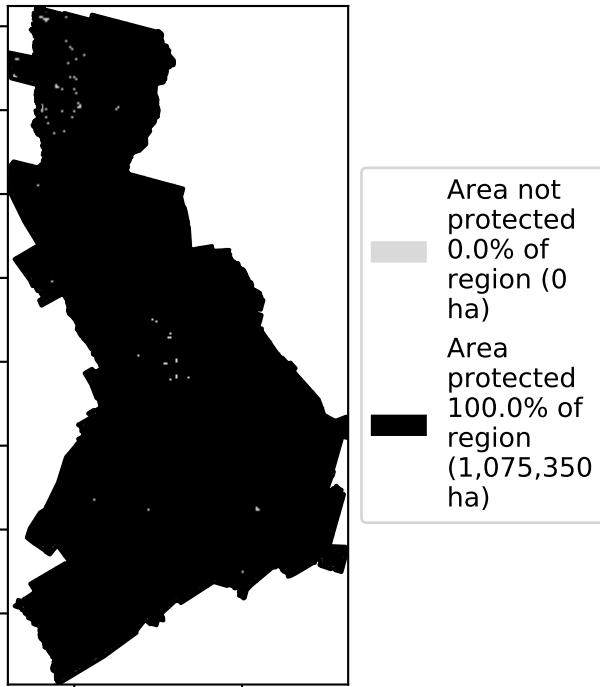 Area not
protected
0.0% of
region (0
ha)
Area
protected
100.0% of
region
(1,075,350
ha)